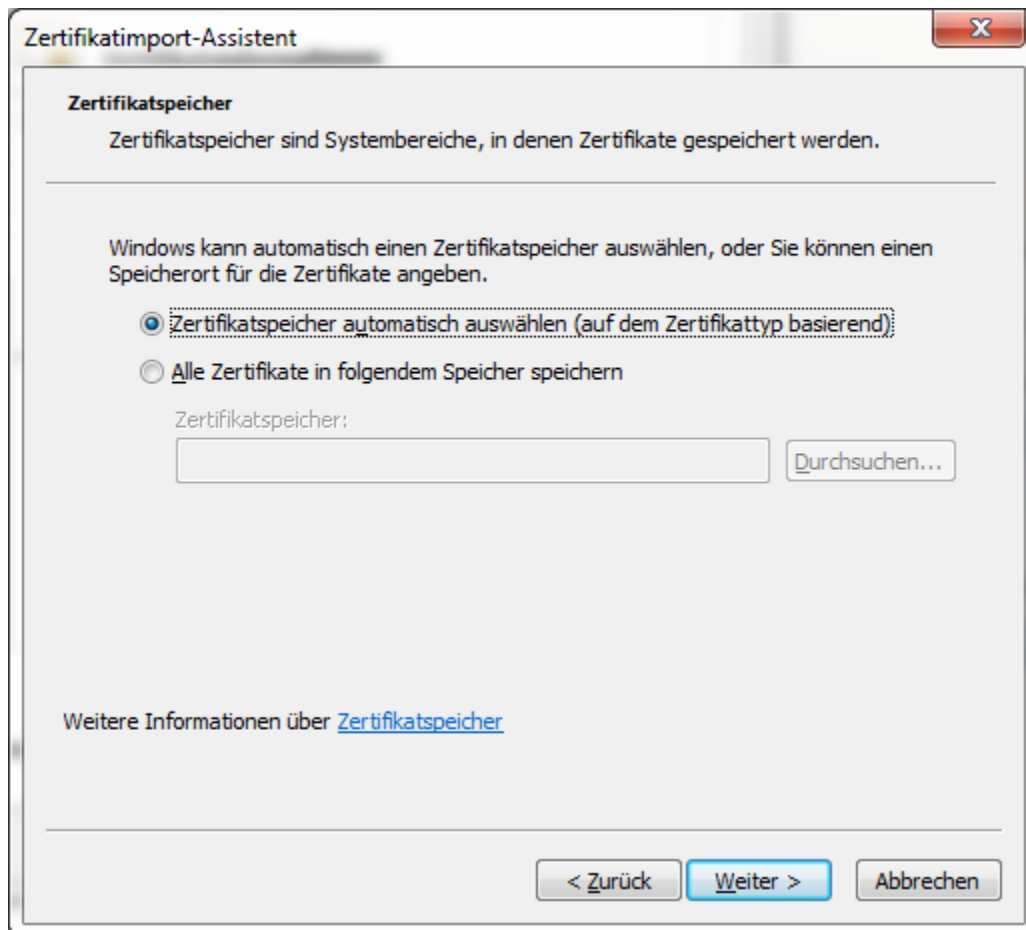 Zertifikatimport-Assistent
Zertifikatspeicher
Zertifikatspeicher sind Systembereiche, in denen Zertifikate gespeichert werden.
Windows kann automatisch einen Zertifikatspeicher auswählen, oder Sie können einen
Speicherort für die Zertifikate angeben.
Zertifikatspeicher automatisch auswählen (auf dem Zertifikattyp basierend)
Alle Zertifikate in folgendem Speicher speichern
Zertifikatspeicher:
Durchsuchen...
Weitere Informationen über Zertifikatspeicher
< Zurück Weiter > Abbrechen